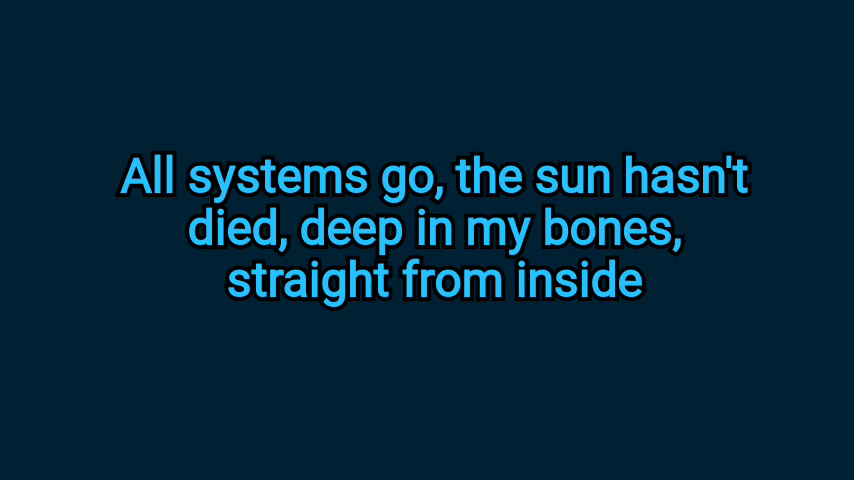 All systems go, the sun hasn't
died, deep in my bones,
straight from inside